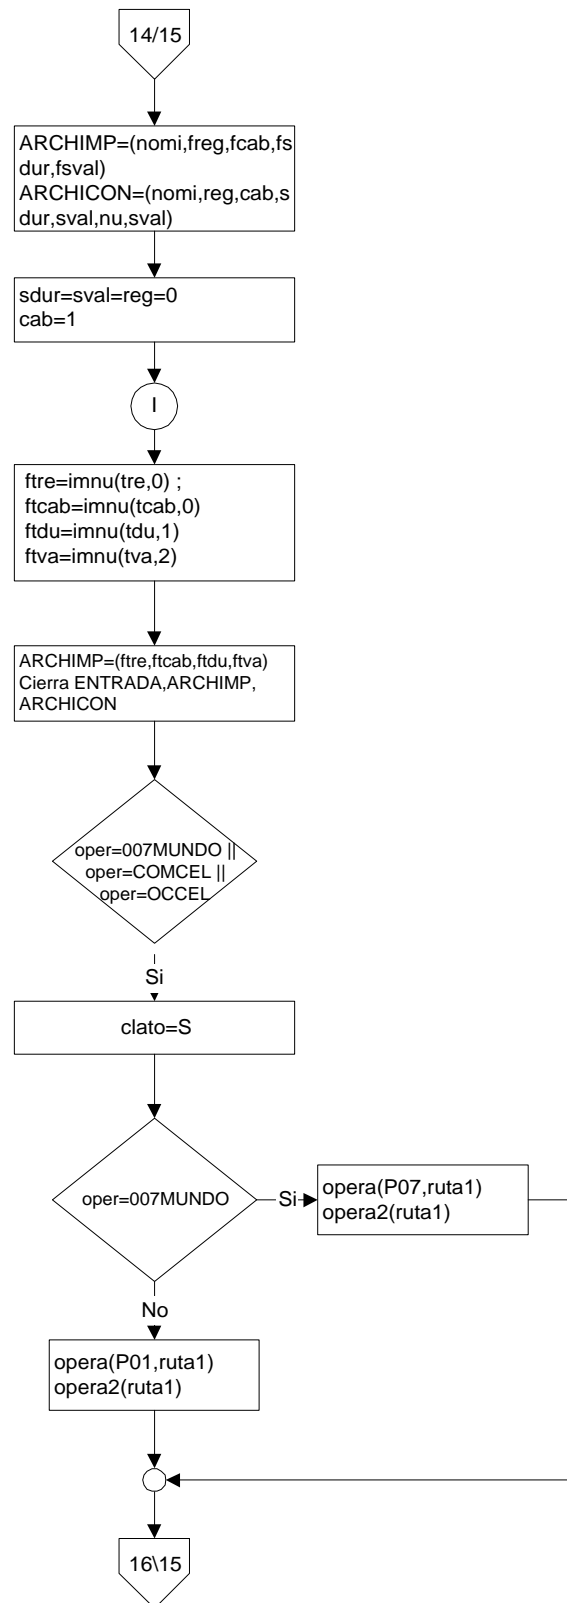 14/15
ARCHIMP=(nomi,freg,fcab,fs
dur,fsval)
ARCHICON=(nomi,reg,cab,s
dur,sval,nu,sval)
sdur=sval=reg=0
cab=1
I
ftre=imnu(tre,0) ;
ftcab=imnu(tcab,0)
ftdu=imnu(tdu,1)
ftva=imnu(tva,2)
ARCHIMP=(ftre,ftcab,ftdu,ftva)
Cierra ENTRADA,ARCHIMP,
ARCHICON
oper=007MUNDO ||
oper=COMCEL ||
oper=OCCEL
Si
clato=S
oper=007MUNDO
Si
opera(P07,ruta1)
opera2(ruta1)
No
opera(P01,ruta1)
opera2(ruta1)
16\15